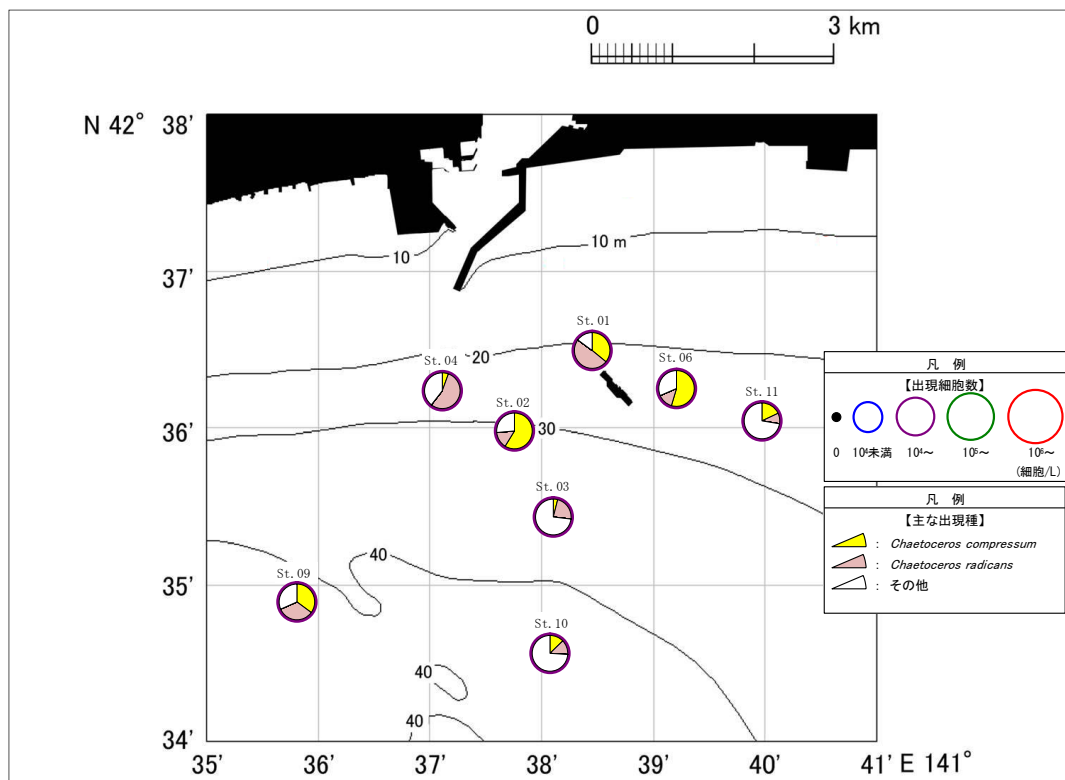 0 3 km
N 42° 38'
10
10 m
37'
St.01
20
St.04
St.06
St.11
St.02
36'
30
St.03
40
35'
St.09
St.10
40
40
34'
35' 36' 37' 38' 39' 40' 41' E 141°
凡 例
【出現細胞数】
0 10⁴未満 10⁴～ 10⁵～ 10⁶～
(細胞/L)
凡 例
【主な出現種】
: Chaetoceros compressum
: Chaetoceros radicans
: その他